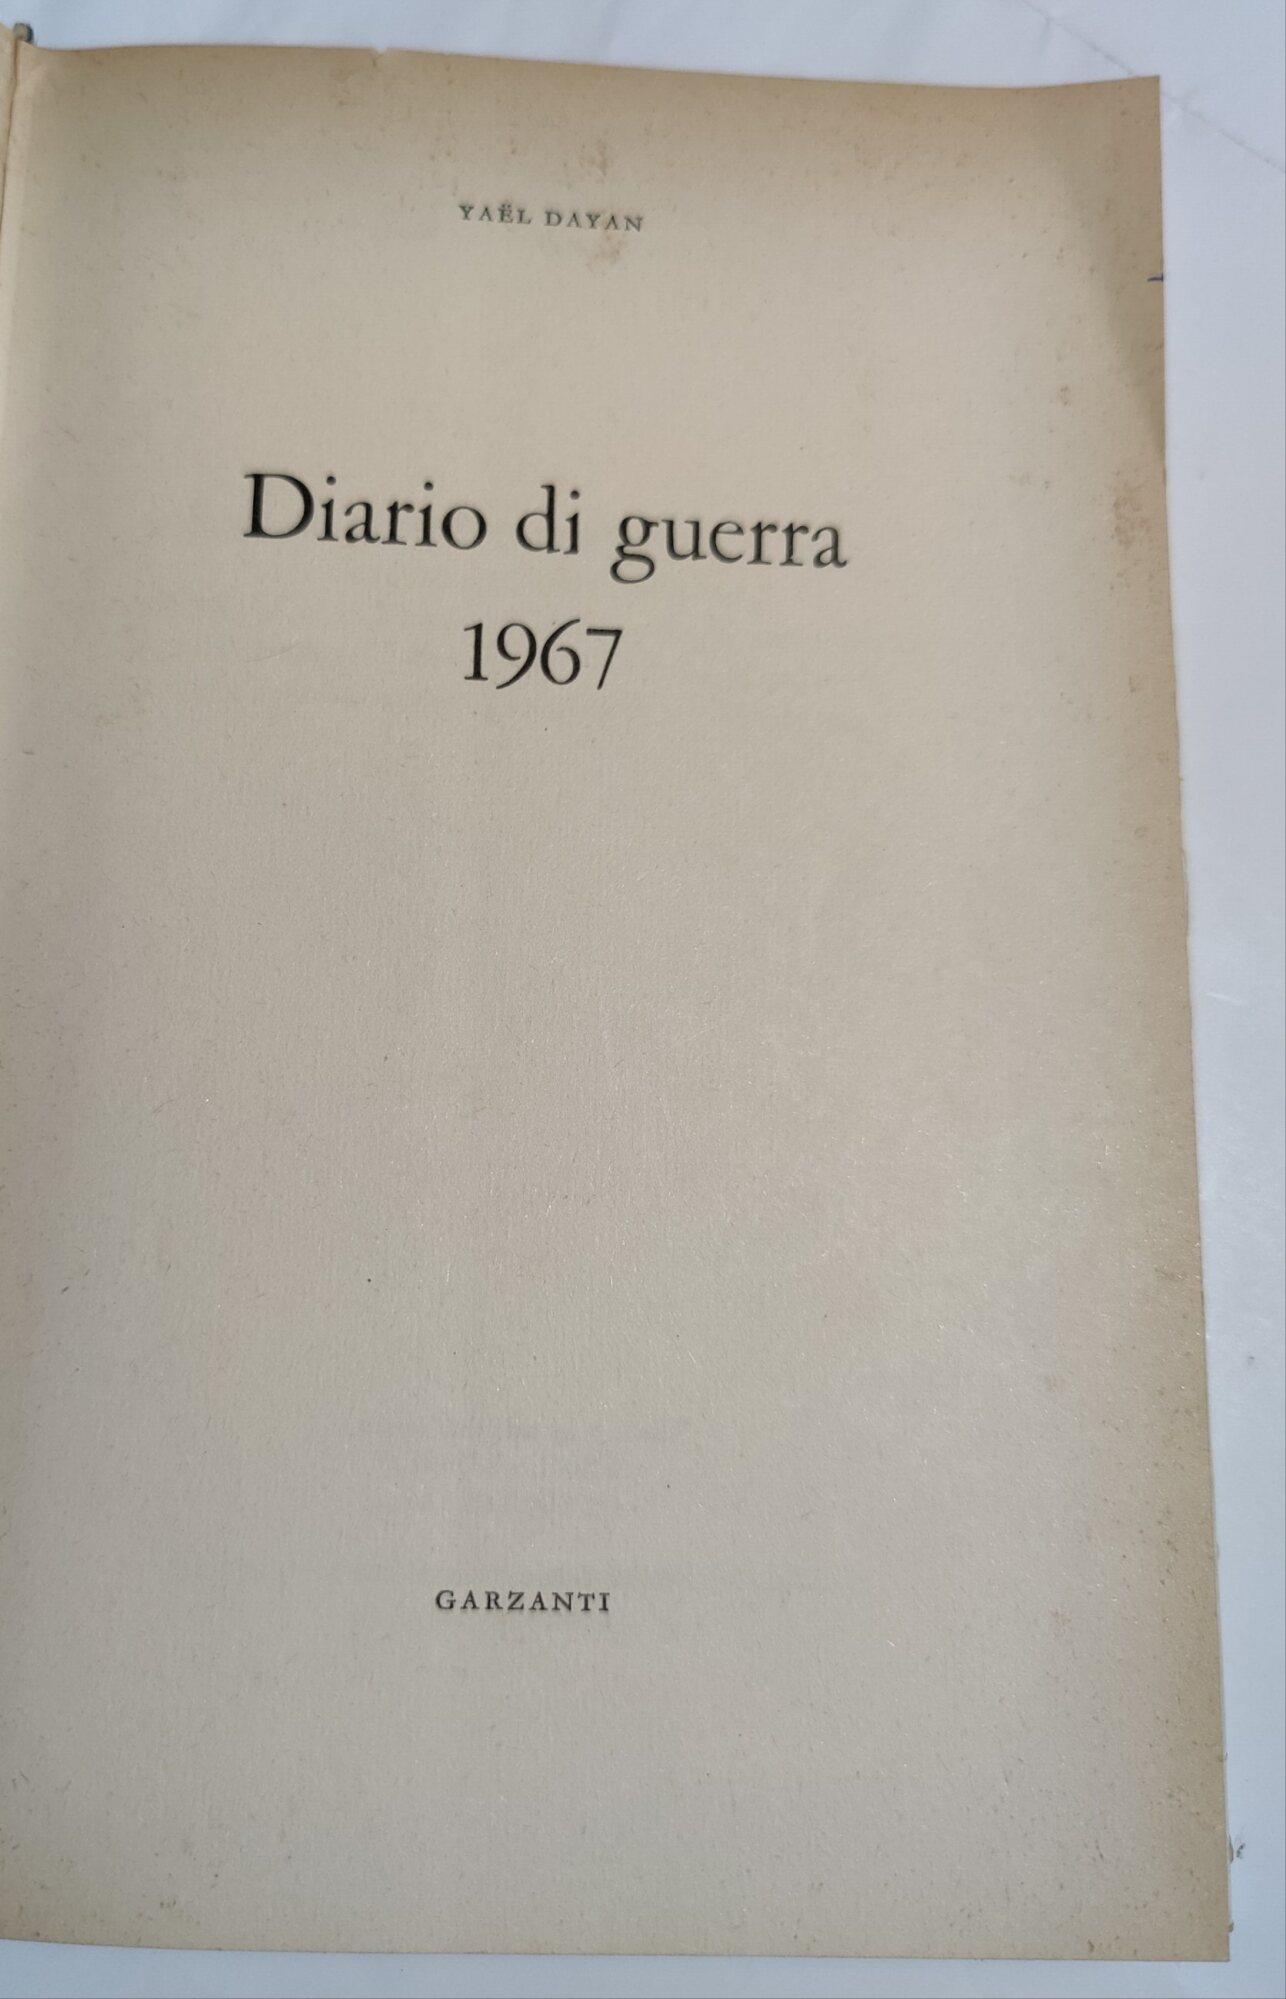 YAËL DAYAN
Diario di guerra
1967
GARZANTI